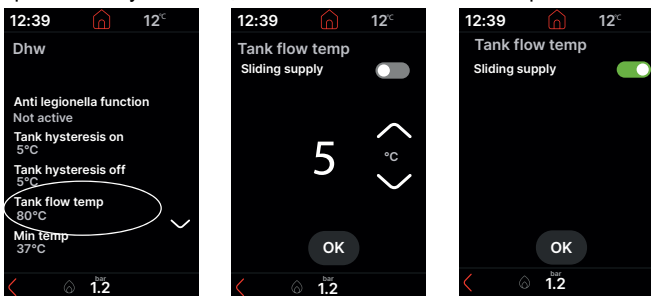 12:39 12°C
Dhw
Anti legionella function
Not active
Tank hysteresis on
5°C
Tank hysteresis off
5°C
Tank flow temp
80°C
Min temp
37°C
bar
1.2
12:39 12°C
Tank flow temp
Sliding supply
5 °C
OK
bar
1.2
12:39 12°C
Tank flow temp
Sliding supply
OK
bar
1.2